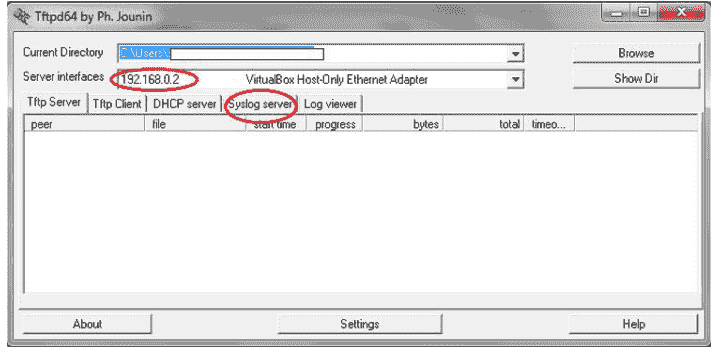 Tftpd64 by Ph. Jounin
Current Directory C:\Users\ Browse
Server interfaces 192.168.0.2 VirtualBox Host-Only Ethernet Adapter Show Dir
Tftp Server Tftp Client DHCP server Syslog server Log viewer
peer file start time progress bytes total timeo...
About Settings Help